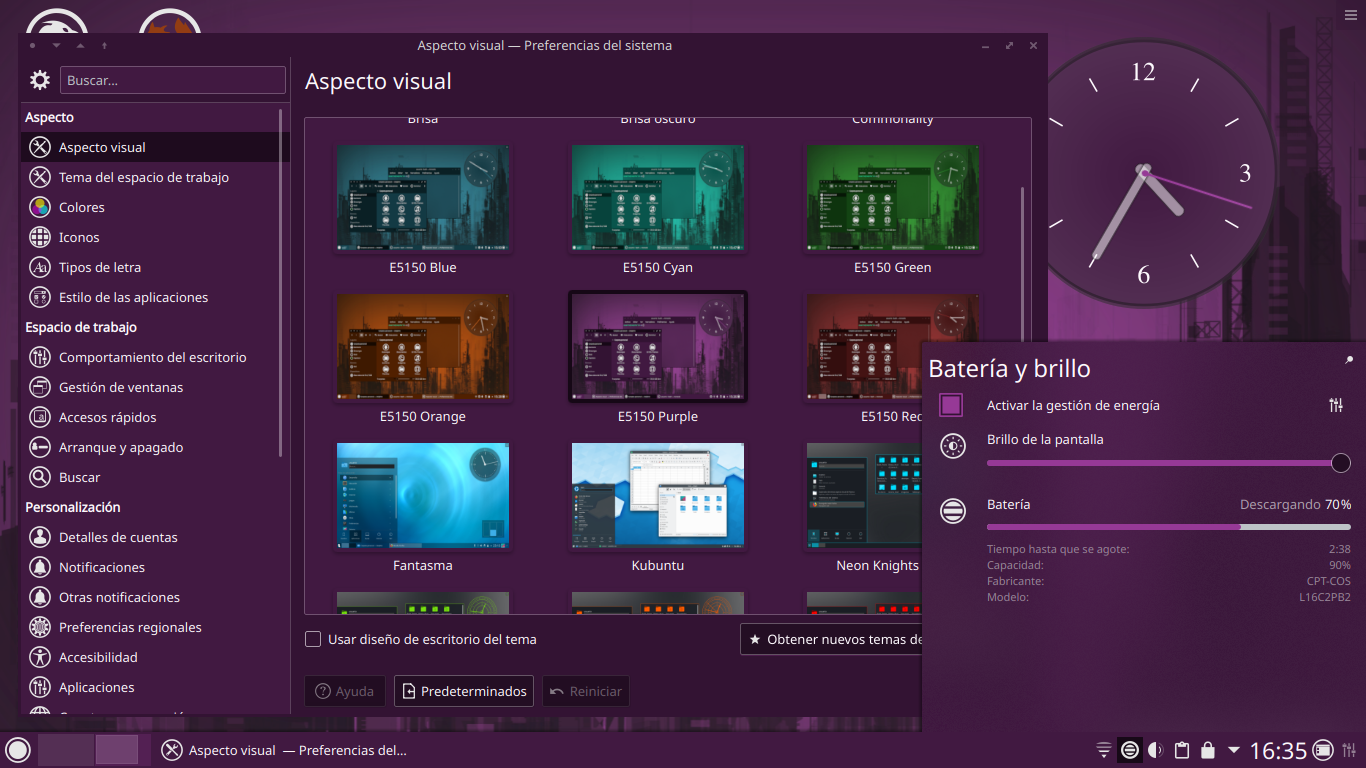 Aspecto visual — Preferencias del sistema
Buscar...
Aspecto visual
Aspecto
Aspecto visual
Tema del espacio de trabajo
Colores
Iconos
Tipos de letra
Estilo de las aplicaciones
Espacio de trabajo
Comportamiento del escritorio
Gestión de ventanas
Accesos rápidos
Arranque y apagado
Buscar
Personalización
Detalles de cuentas
Notificaciones
Otras notificaciones
Preferencias regionales
Accesibilidad
Aplicaciones
Brisa Brisa oscuro Commonality
E5150 Blue E5150 Cyan E5150 Green
E5150 Orange E5150 Purple E5150 Red
Fantasma Kubuntu Neon Knights
Usar diseño de escritorio del tema
Obtener nuevos temas de
Ayuda Predeterminados Reiniciar
12
3
6
Batería y brillo
Activar la gestión de energía
Brillo de la pantalla
Batería Descargando 70%
Tiempo hasta que se agote: 2:38
Capacidad: 90%
Fabricante: CPT-COS
Modelo: L16C2PB2
Aspecto visual — Preferencias del...
16:35